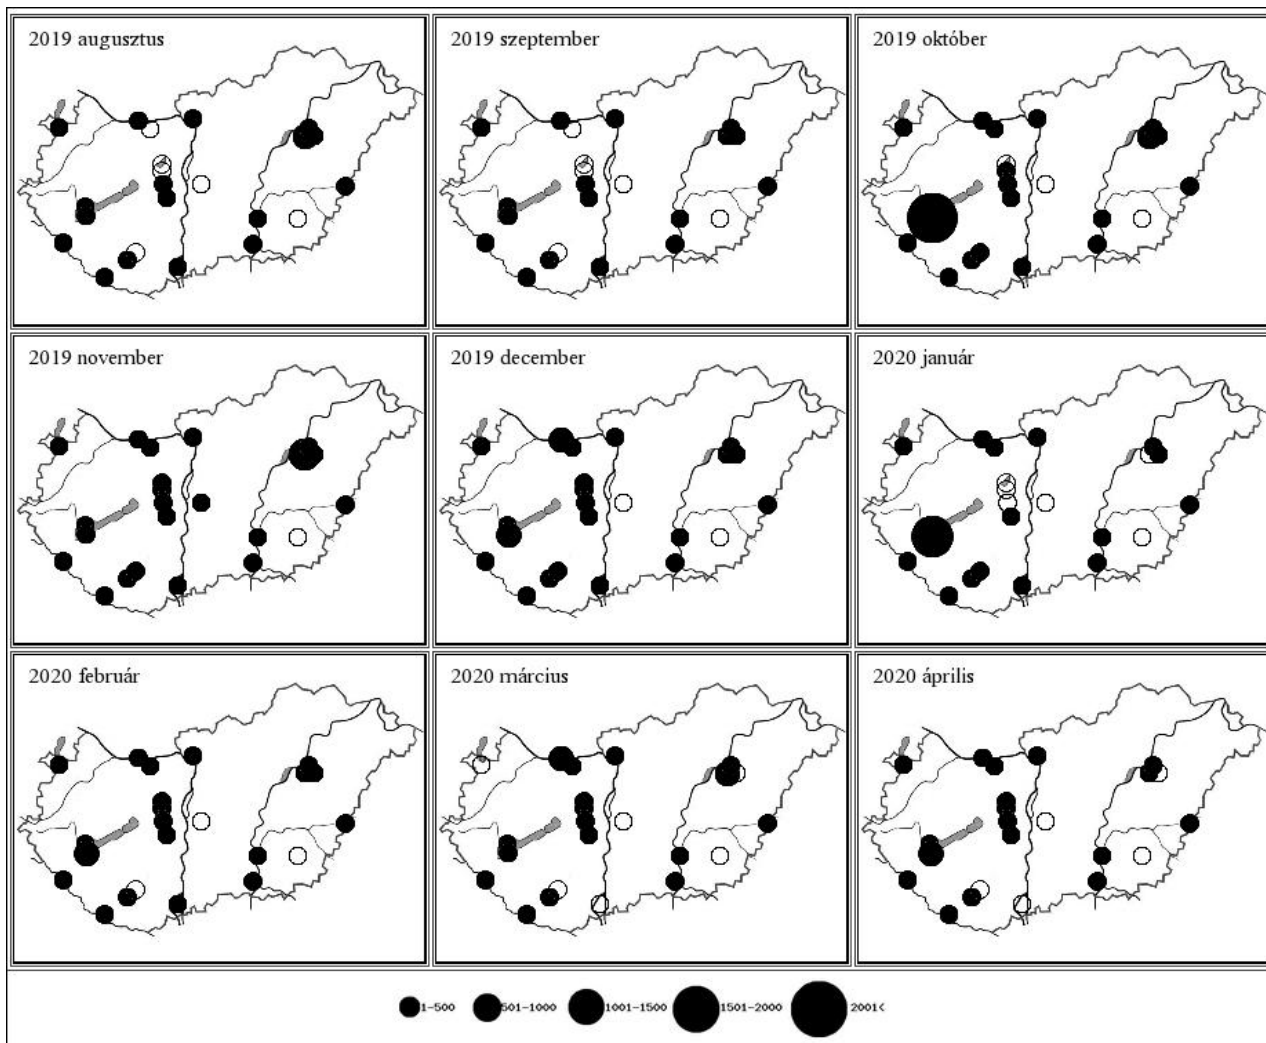 2019 augusztus
2019 szeptember
2019 október
2019 november
2019 december
2020 január
2020 február
2020 március
2020 április
1-500 501-1000 1001-1500 1501-2000 2001<